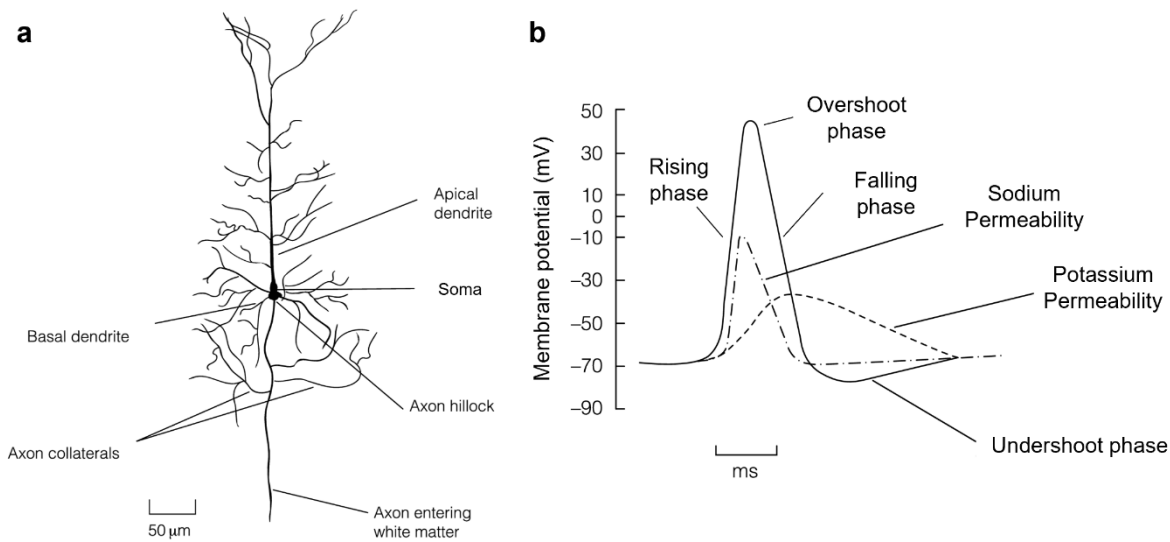 a
Apical
dendrite
Soma
Basal dendrite
Axon hillock
Axon collaterals
50 μm
Axon entering
white matter
b
Membrane potential (mV)
50
30
10
0
−10
−30
−50
−70
−90
Overshoot
phase
Rising
phase
Falling
phase
Sodium
Permeability
Potassium
Permeability
Undershoot phase
ms